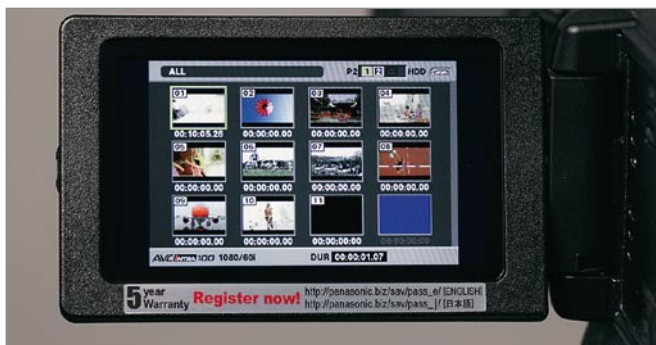 ALL P2 1 2 HDD
01 02 03 04
00:10:05.26 00:00:00.00 00:00:00.00 00:00:00.00
05 06 07 08
00:00:00.00 00:00:00.00 00:00:00.00 00:00:00.00
09 10 11
00:00:00.00 00:00:00.00 00:00:00.00
AVC INTRA 100 1080/60i DUR 00:00:01.07
5 year Warranty Register now! http://panasonic.biz/sav/pass_e/ [ENGLISH]
http://panasonic.biz/sav/pass_j/ [日本語]